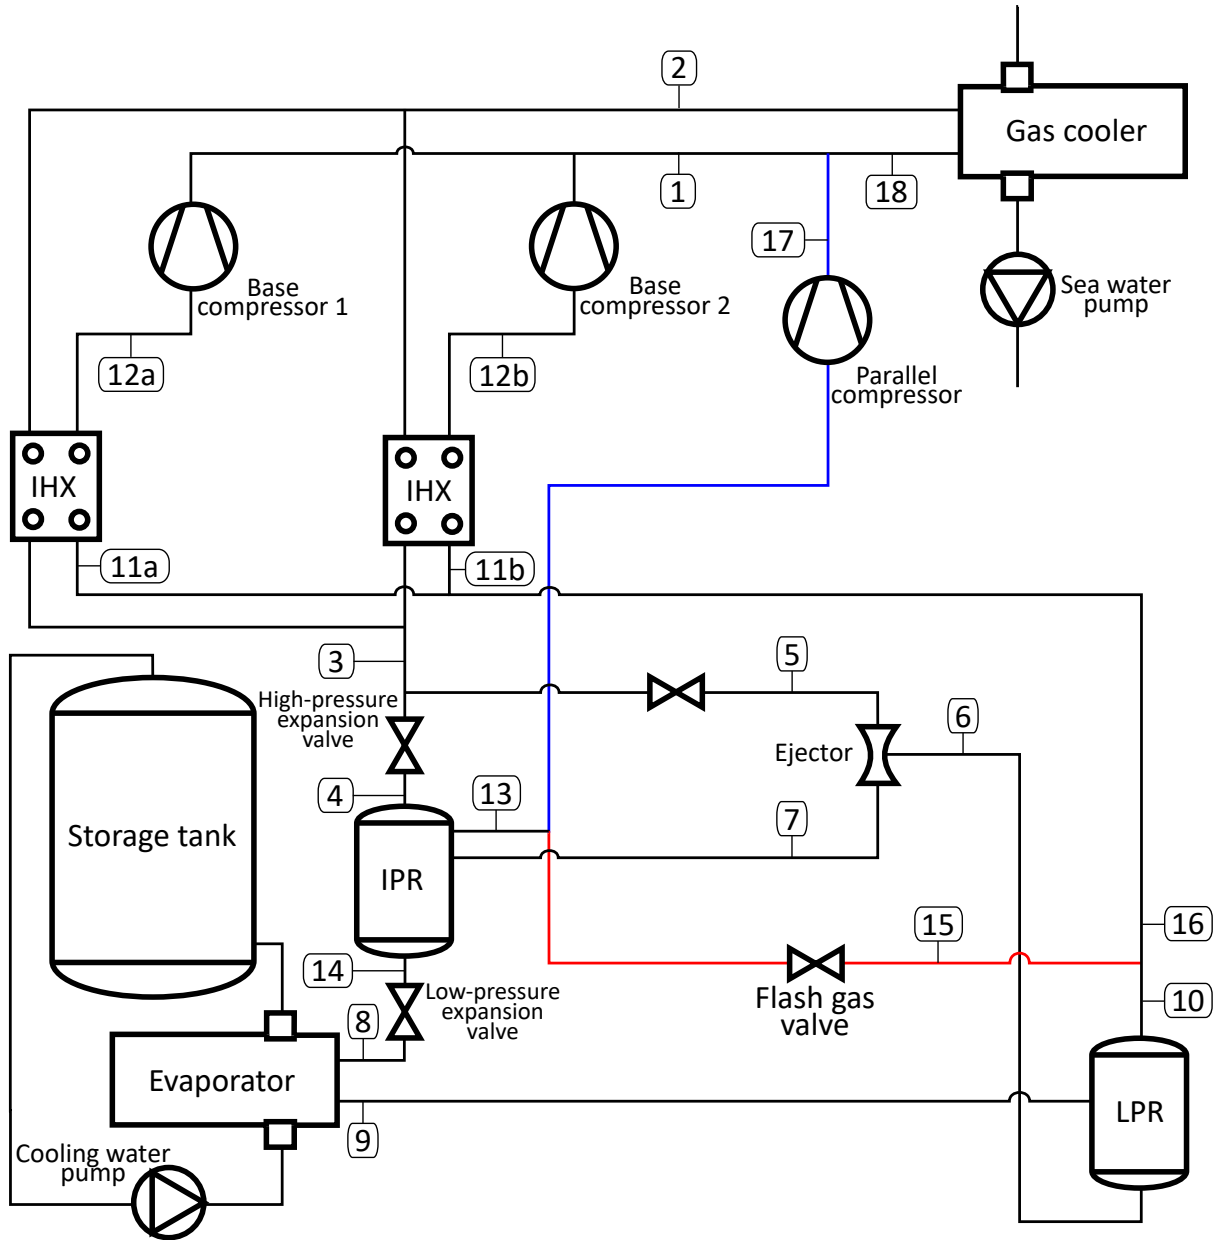 2
Gas cooler
1
18
17
Base
compressor 1
Base
compressor 2
Sea water
pump
12a
12b
Parallel
compressor
IHX
IHX
11a
11b
3
5
High-pressure
expansion
valve
6
Ejector
4
13
7
Storage tank
IPR
15
16
14
Low-pressure
expansion
valve
Flash gas
valve
8
10
Evaporator
LPR
9
Cooling water
pump